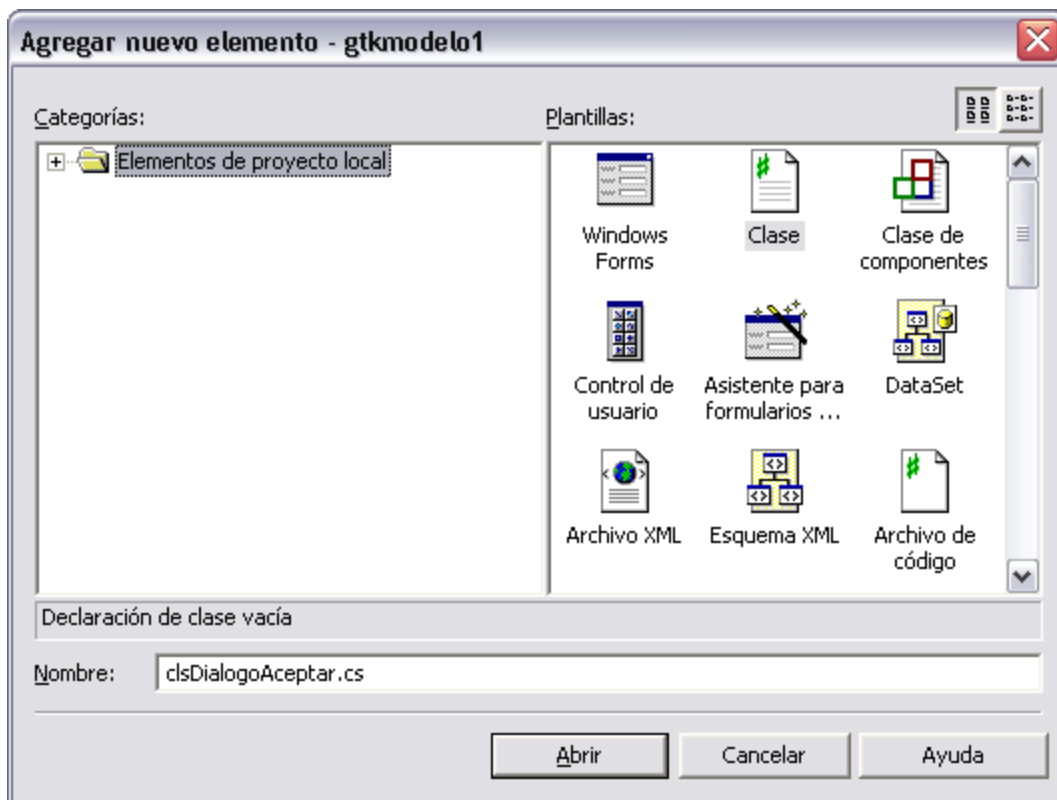 Agregar nuevo elemento - gtkmodelo1
Categorías:
Plantillas:
Elementos de proyecto local
Windows
Forms
Clase
Clase de
componentes
Control de
usuario
Asistente para
formularios ...
DataSet
Archivo XML
Esquema XML
Archivo de
código
Declaración de clase vacía
Nombre:
clsDialogoAceptar.cs
Abrir
Cancelar
Ayuda